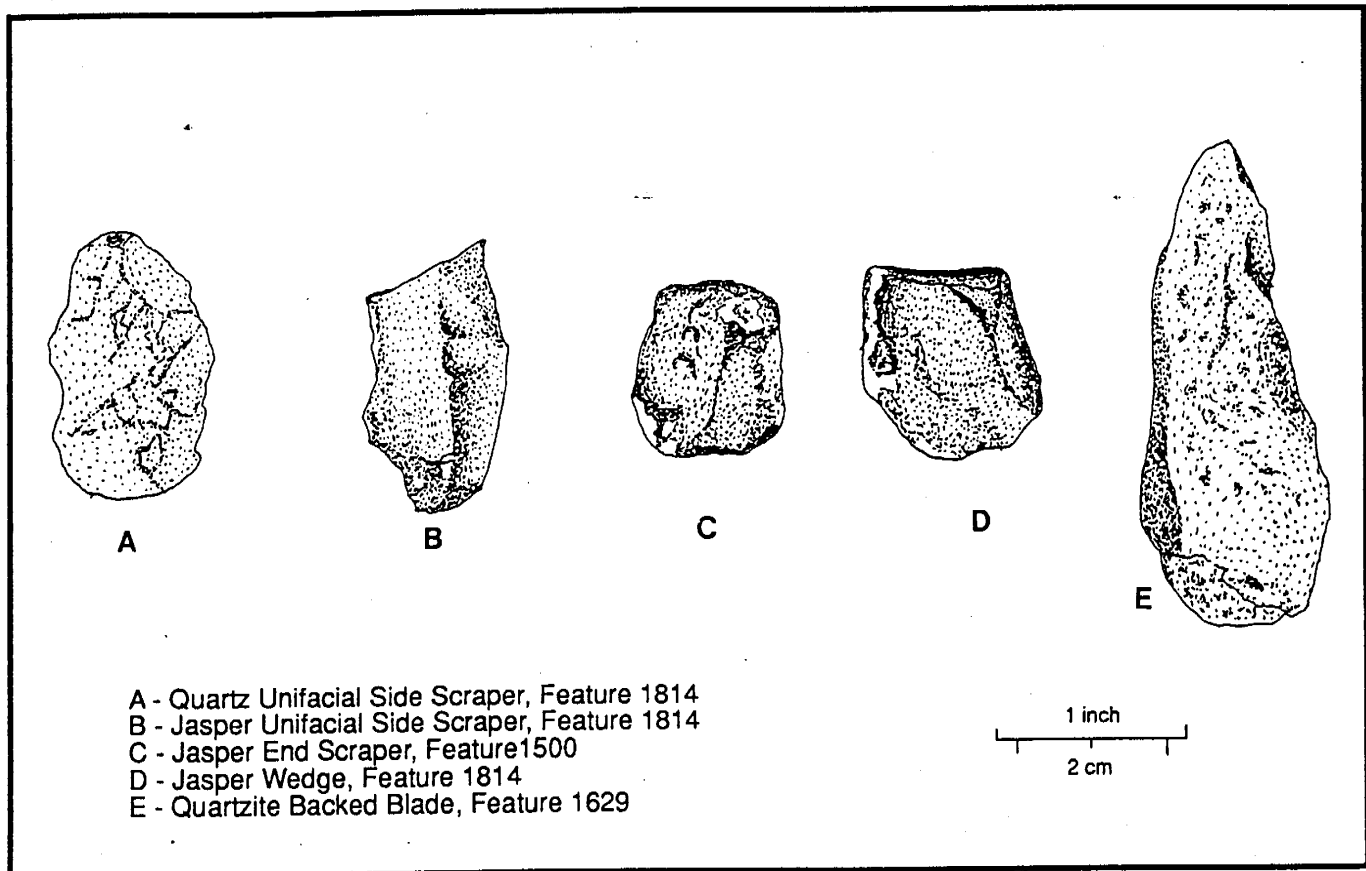 A
B
C
D
E
A - Quartz Unifacial Side Scraper, Feature 1814
B - Jasper Unifacial Side Scraper, Feature 1814
C - Jasper End Scraper, Feature1500
D - Jasper Wedge, Feature 1814
E - Quartzite Backed Blade, Feature 1629
1 inch
2 cm